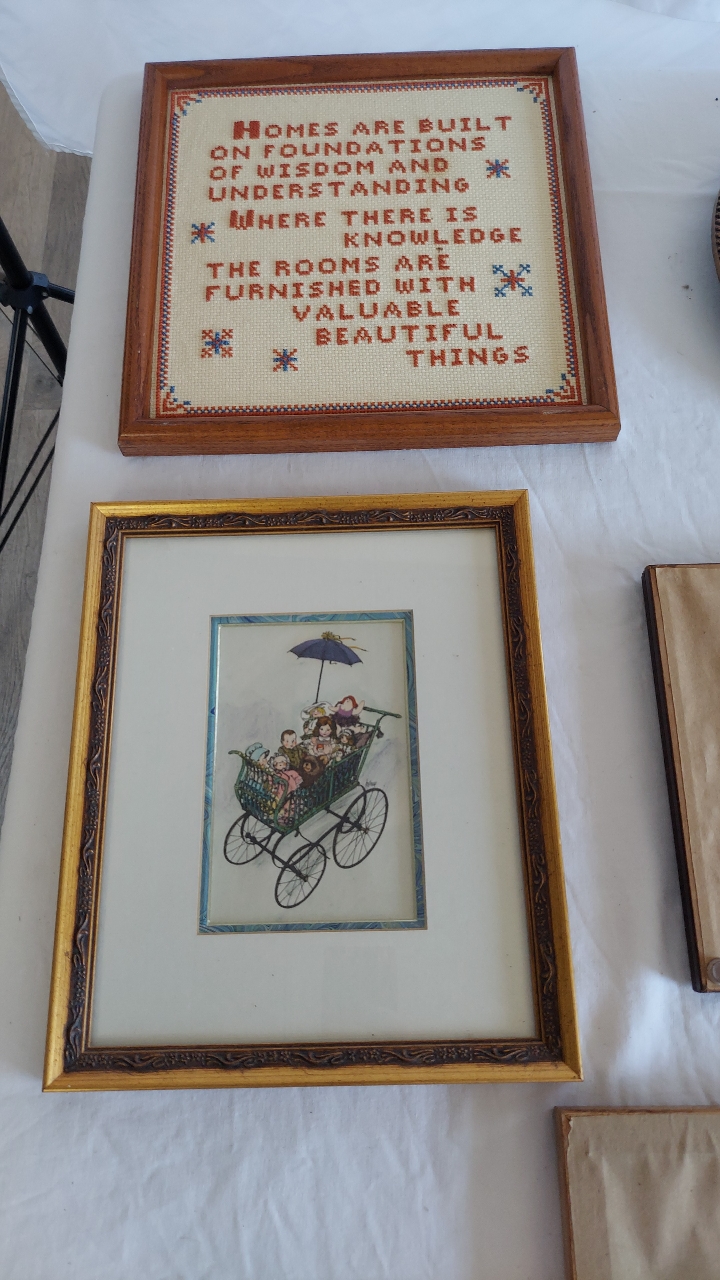 HOMES ARE BUILT
ON FOUNDATIONS
OF WISDOM AND
UNDERSTANDING
WHERE THERE IS
KNOWLEDGE
THE ROOMS ARE
FURNISHED WITH
VALUABLE
BEAUTIFUL
THINGS